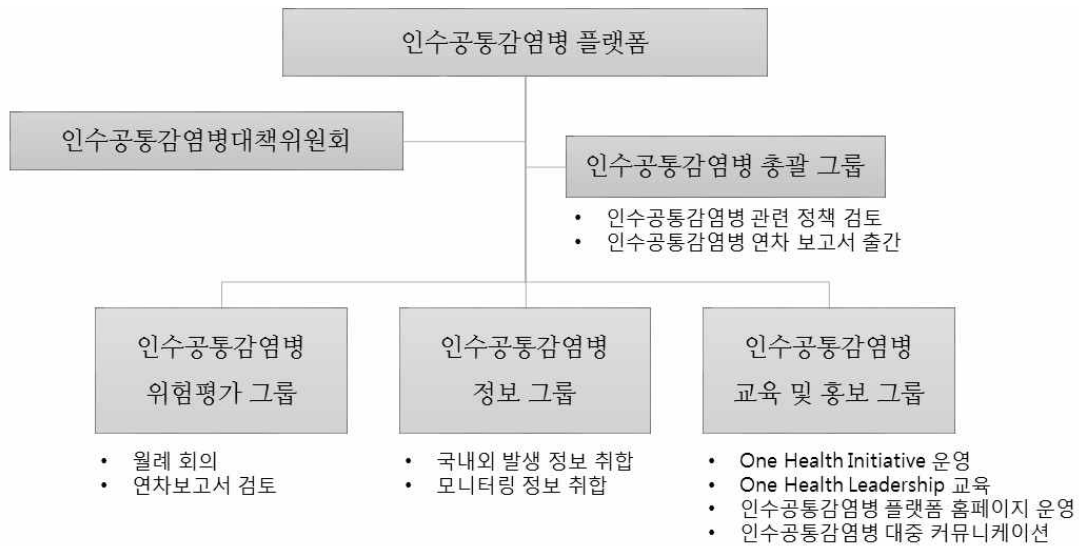 인수공통감염병 플랫폼
인수공통감염병대책위원회
인수공통감염병 총괄 그룹
• 인수공통감염병 관련 정책 검토
• 인수공통감염병 연차 보고서 출간
인수공통감염병
위험평가 그룹
• 월례 회의
• 연차보고서 검토
인수공통감염병
정보 그룹
• 국내외 발생 정보 취합
• 모니터링 정보 취합
인수공통감염병
교육 및 홍보 그룹
• One Health Initiative 운영
• One Health Leadership 교육
• 인수공통감염병 플랫폼 홈페이지 운영
• 인수공통감염병 대중 커뮤니케이션